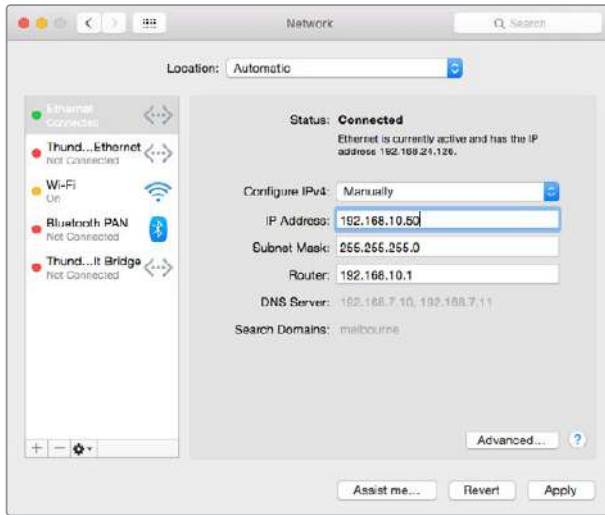 Network
Search
Location: Automatic
Ethernet
Connected
Thund...Ethernet
Not Connected
Wi-Fi
On
Bluetooth PAN
Not Connected
Thund...lt Bridge
Not Connected
Status: Connected
Ethernet is currently active and has the IP
address 192.168.24.126.
Configure IPv4: Manually
IP Address: 192.168.10.50
Subnet Mask: 255.255.255.0
Router: 192.168.10.1
DNS Server: 192.168.7.10, 192.168.7.11
Search Domains: melbourne
Advanced... ?
Assist me... Revert Apply